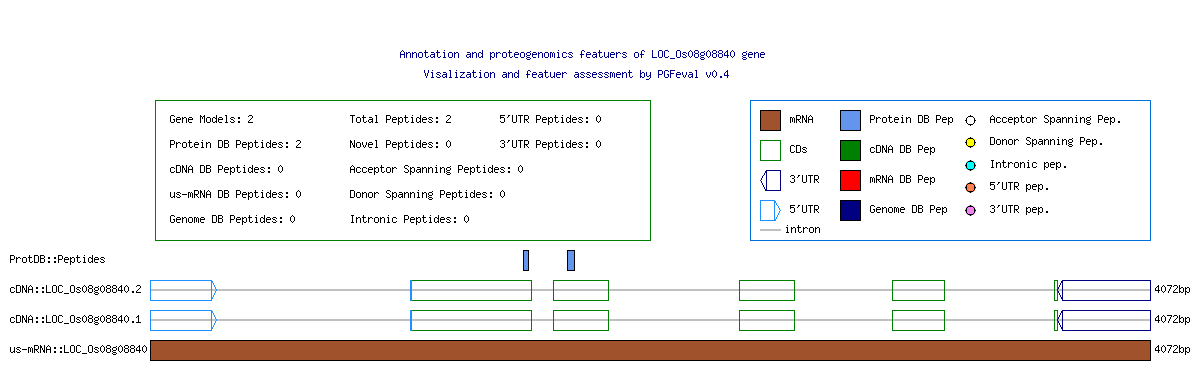 Annotation and proteogenomics featuers of LOC_Os08g08840 gene
Visalization and featuer assessment by PGFeval v0.4
Gene Models: 2 Total Peptides: 2 5'UTR Peptides: 0
Protein DB Peptides: 2 Novel Peptides: 0 3'UTR Peptides: 0
cDNA DB Peptides: 0 Acceptor Spanning Peptides: 0
us-mRNA DB Peptides: 0 Donor Spanning Peptides: 0
Genome DB Peptides: 0 Intronic Peptides: 0
mRNA Protein DB Pep Acceptor Spanning Pep.
CDs cDNA DB Pep Donor Spanning Pep.
3'UTR mRNA DB Pep Intronic pep.
5'UTR Genome DB Pep 5'UTR pep.
intron 3'UTR pep.
ProtDB::Peptides
cDNA::LOC_Os08g08840.2 4072bp
cDNA::LOC_Os08g08840.1 4072bp
us-mRNA::LOC_Os08g08840 4072bp